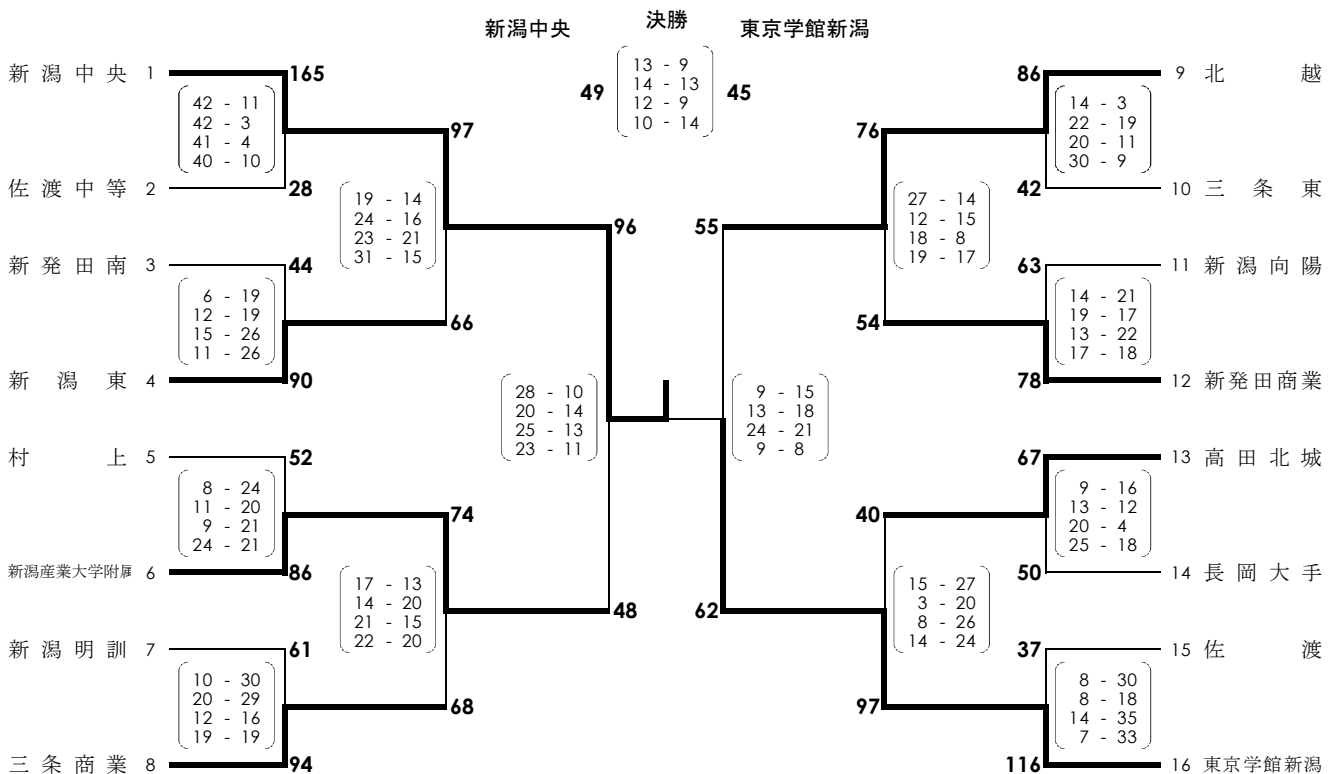 決勝
新潟中央 東京学館新潟
49 45
13 - 9
14 - 13
12 - 9
10 - 14
新潟中央 1 165
42 - 11
42 - 3
41 - 4
40 - 10
佐渡中等 2 28
97
19 - 14
24 - 16
23 - 21
31 - 15
新発田南 3 44
6 - 19
12 - 19
15 - 26
11 - 26
新潟東 4 90
66
96
28 - 10
20 - 14
25 - 13
23 - 11
村上 5 52
8 - 24
11 - 20
9 - 21
24 - 21
新潟産業大学附属 6 86
74
17 - 13
14 - 20
21 - 15
22 - 20
48
新潟明訓 7 61
10 - 30
20 - 29
12 - 16
19 - 19
三条商業 8 94
68
86 9 北越
14 - 3
22 - 19
20 - 11
30 - 9
42 10 三条東
76
27 - 14
12 - 15
18 - 8
19 - 17
55
63 11 新潟向陽
14 - 21
19 - 17
13 - 22
17 - 18
78 12 新発田商業
54
9 - 15
13 - 18
24 - 21
9 - 8
67 13 高田北城
9 - 16
13 - 12
20 - 4
25 - 18
50 14 長岡大手
40
15 - 27
3 - 20
8 - 26
14 - 24
62
37 15 佐渡
8 - 30
8 - 18
14 - 35
7 - 33
116 16 東京学館新潟
97